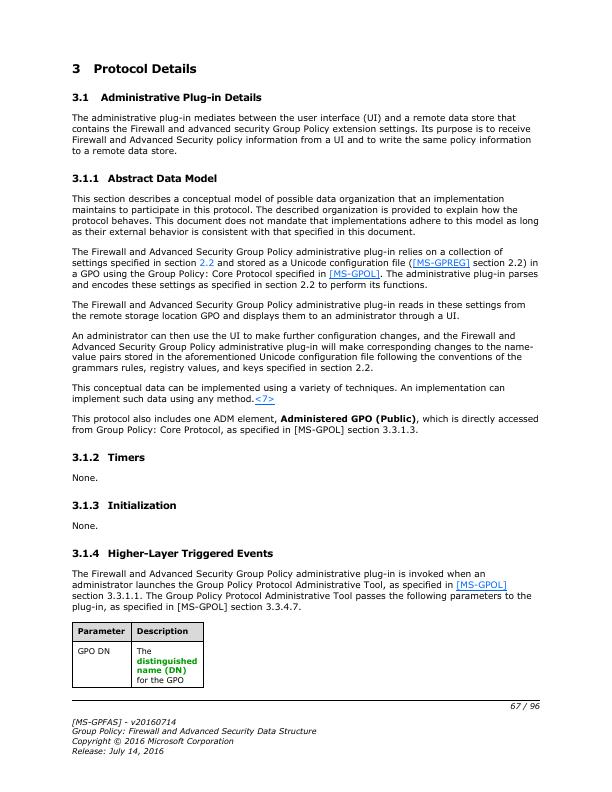 3 Protocol Details
3.1 Administrative Plug-in Details
The administrative plug-in mediates between the user interface (UI) and a remote data store that
contains the Firewall and advanced security Group Policy extension settings. Its purpose is to receive
Firewall and Advanced Security policy information from a UI and to write the same policy information
to a remote data store.
3.1.1 Abstract Data Model
This section describes a conceptual model of possible data organization that an implementation
maintains to participate in this protocol. The described organization is provided to explain how the
protocol behaves. This document does not mandate that implementations adhere to this model as long
as their external behavior is consistent with that specified in this document.
The Firewall and Advanced Security Group Policy administrative plug-in relies on a collection of
settings specified in section 2.2 and stored as a Unicode configuration file ([MS-GPREG] section 2.2) in
a GPO using the Group Policy: Core Protocol specified in [MS-GPOL]. The administrative plug-in parses
and encodes these settings as specified in section 2.2 to perform its functions.
The Firewall and Advanced Security Group Policy administrative plug-in reads in these settings from
the remote storage location GPO and displays them to an administrator through a UI.
An administrator can then use the UI to make further configuration changes, and the Firewall and
Advanced Security Group Policy administrative plug-in will make corresponding changes to the name-
value pairs stored in the aforementioned Unicode configuration file following the conventions of the
grammars rules, registry values, and keys specified in section 2.2.
This conceptual data can be implemented using a variety of techniques. An implementation can
implement such data using any method.<7>
This protocol also includes one ADM element, Administered GPO (Public), which is directly accessed
from Group Policy: Core Protocol, as specified in [MS-GPOL] section 3.3.1.3.
3.1.2 Timers
None.
3.1.3 Initialization
None.
3.1.4 Higher-Layer Triggered Events
The Firewall and Advanced Security Group Policy administrative plug-in is invoked when an
administrator launches the Group Policy Protocol Administrative Tool, as specified in [MS-GPOL]
section 3.3.1.1. The Group Policy Protocol Administrative Tool passes the following parameters to the
plug-in, as specified in [MS-GPOL] section 3.3.4.7.
Parameter Description
GPO DN The
distinguished
name (DN)
for the GPO
67 / 96
[MS-GPFAS] - v20160714
Group Policy: Firewall and Advanced Security Data Structure
Copyright © 2016 Microsoft Corporation
Release: July 14, 2016